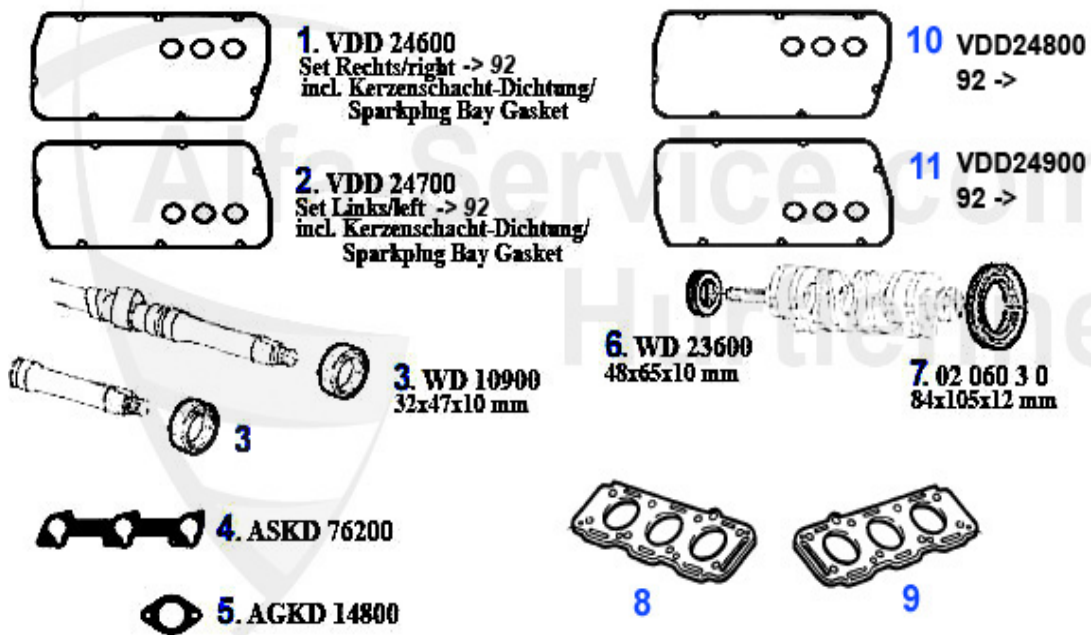 1. VDD 24600
Set Rechts/right -> 92
incl. Kerzenschacht-Dichtung/
Sparkplug Bay Gasket
2. VDD 24700
Set Links/left -> 92
incl. Kerzenschacht-Dichtung/
Sparkplug Bay Gasket
3. WD 10900
32x47x10 mm
3
4. ASKD 76200
5. AGKD 14800
10 VDD24800
92 ->
11 VDD24900
92 ->
6. WD 23600
48x65x10 mm
7. 02 060 3 0
84x105x12 mm
8
9
Alfa-Service.com